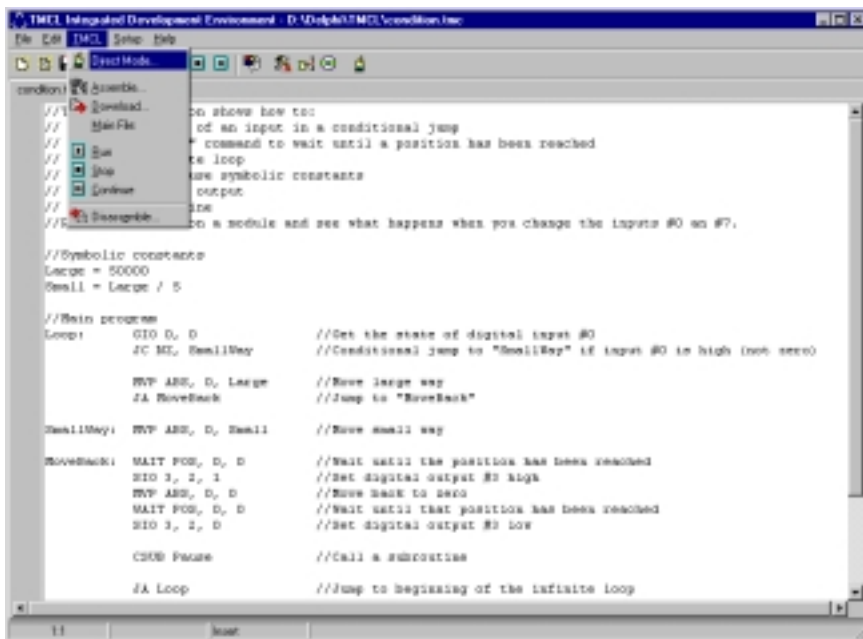 TMCL Integrated Development Environment - D:\Delphi\TMCL\condition.tmc
File Edit TMCL Setup Help
Direct Mode...
condition.t
Assemble...
Download...
Main File
Run
Stop
Continue
Disassemble...
//T on shows how to:
// of an input in a conditional jump
// " command to wait until a position has been reached
// te loop
// use symbolic constants
// output
// ine
// on a module and see what happens when you change the inputs #0 an #7.
//Symbolic constants
Large = 50000
Small = Large / 5
//Main program
Loop: GIO 0, 0 //Get the state of digital input #0
JC NZ, SmallWay //Conditional jump to "SmallWay" if input #0 is high (not zero)
MVP ABS, 0, Large //Move large way
JA MoveBack //Jump to "MoveBack"
SmallWay: MVP ABS, 0, Small //Move small way
MoveBack: WAIT POS, 0, 0 //Wait until the position has been reached
SIO 3, 2, 1 //Set digital output #3 high
MVP ABS, 0, 0 //Move back to zero
WAIT POS, 0, 0 //Wait until that position has been reached
SIO 3, 2, 0 //Set digital output #3 low
CSUB Pause //Call a subroutine
JA Loop //Jump to beginning of the infinite loop
1:1 Insert